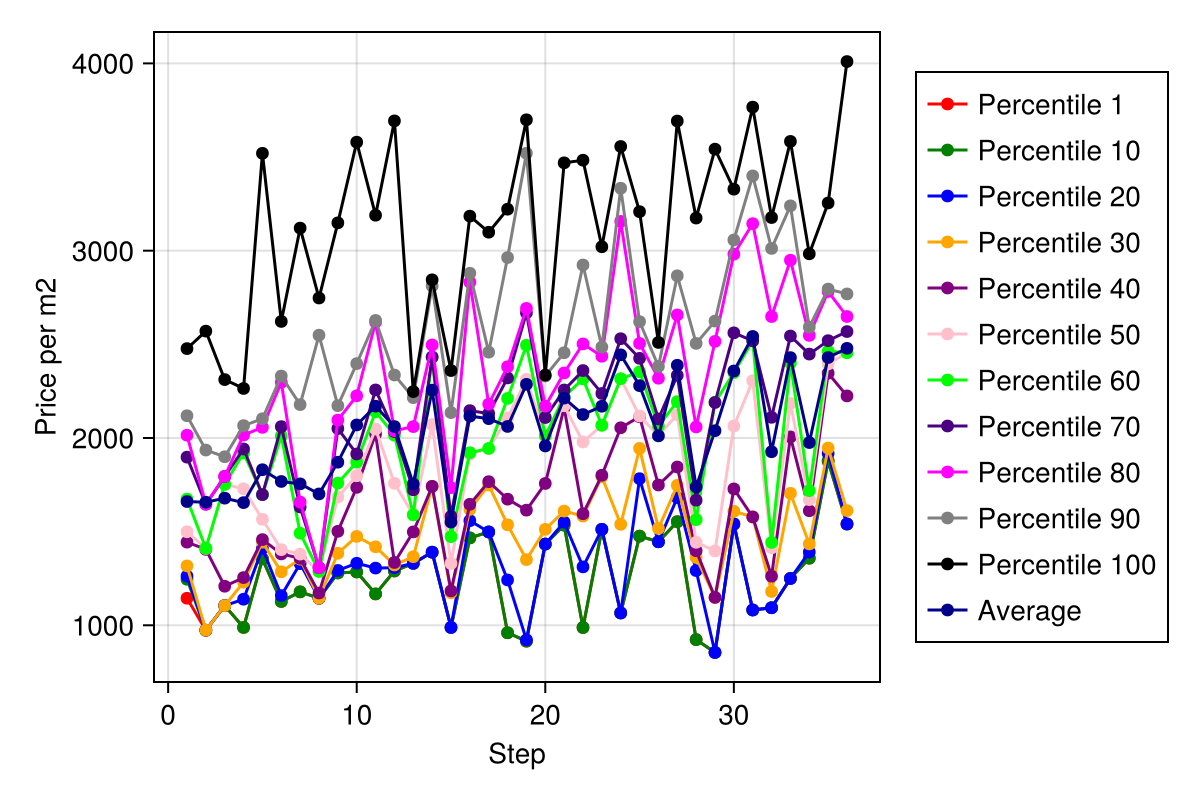 4000
3000
2000
1000
Price per m2
0
10
20
30
Step
Percentile 1
Percentile 10
Percentile 20
Percentile 30
Percentile 40
Percentile 50
Percentile 60
Percentile 70
Percentile 80
Percentile 90
Percentile 100
Average